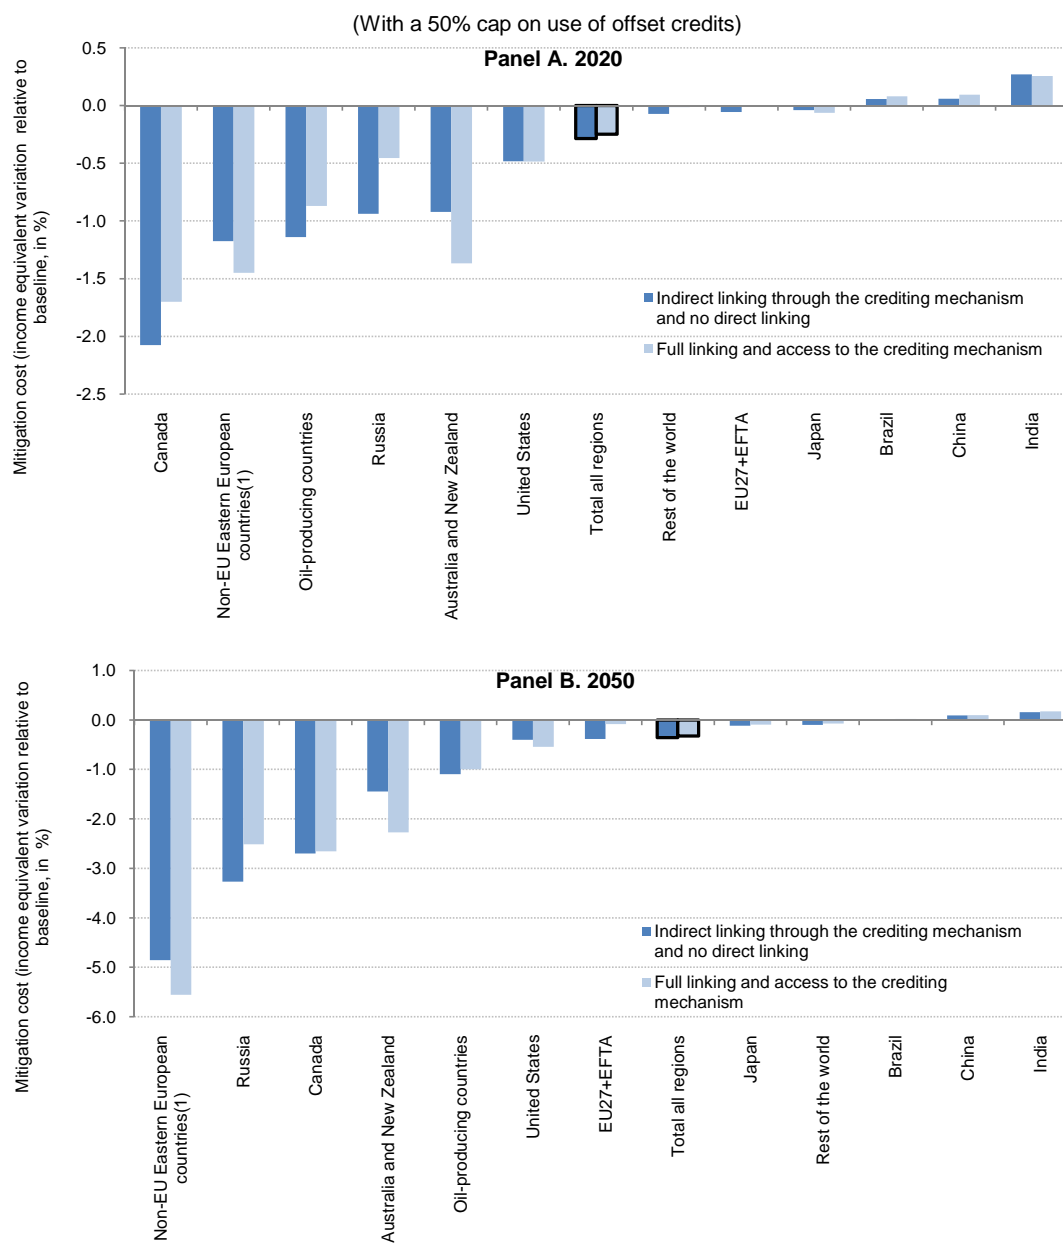 (With a 50% cap on use of offset credits)
Panel A. 2020
Mitigation cost (income equivalent variation relative to
baseline, in %)
0.5
0.0
-0.5
-1.0
-1.5
-2.0
-2.5
Indirect linking through the crediting mechanism
and no direct linking
Full linking and access to the crediting mechanism
Canada
Non-EU Eastern European
countries(1)
Oil-producing countries
Russia
Australia and New Zealand
United States
Total all regions
Rest of the world
EU27+EFTA
Japan
Brazil
China
India
Panel B. 2050
Mitigation cost (income equivalent variation relative to
baseline, in %)
1.0
0.0
-1.0
-2.0
-3.0
-4.0
-5.0
-6.0
Indirect linking through the crediting mechanism
and no direct linking
Full linking and access to the crediting
mechanism
Non-EU Eastern European
countries(1)
Russia
Canada
Australia and New Zealand
Oil-producing countries
United States
EU27+EFTA
Total all regions
Japan
Rest of the world
Brazil
China
India